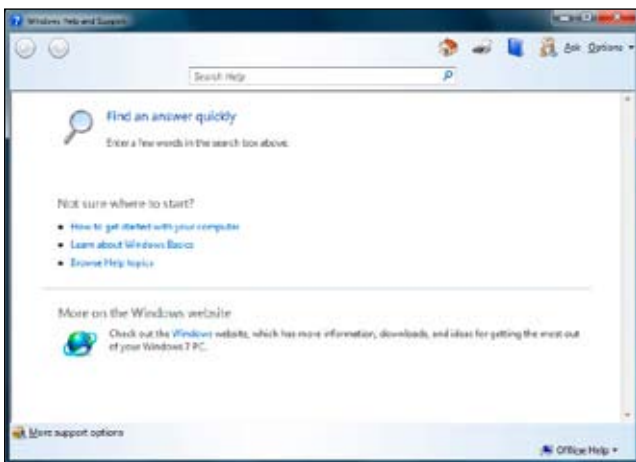 Windows Help and Support
Ask Options
Search Help
Find an answer quickly
Enter a few words in the search box above.
Not sure where to start?
How to get started with your computer
Learn about Windows Basics
Browse Help topics
More on the Windows website
Check out the Windows website, which has more information, downloads, and ideas for getting the most out
of your Windows 7 PC.
More support options
Office Help